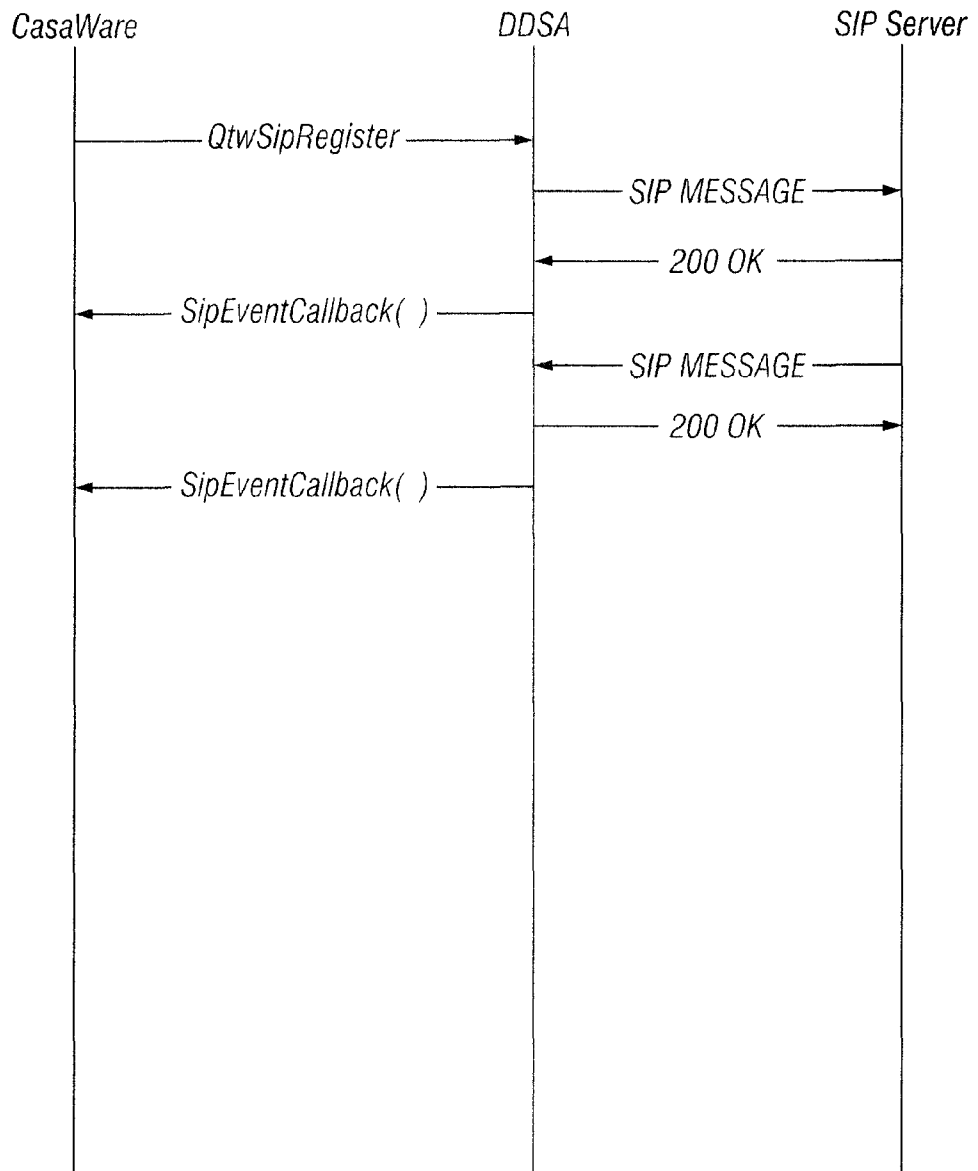 CasaWare DDSA SIP Server
QtwSipRegister
SIP MESSAGE
200 OK
SipEventCallback( )
SIP MESSAGE
200 OK
SipEventCallback( )